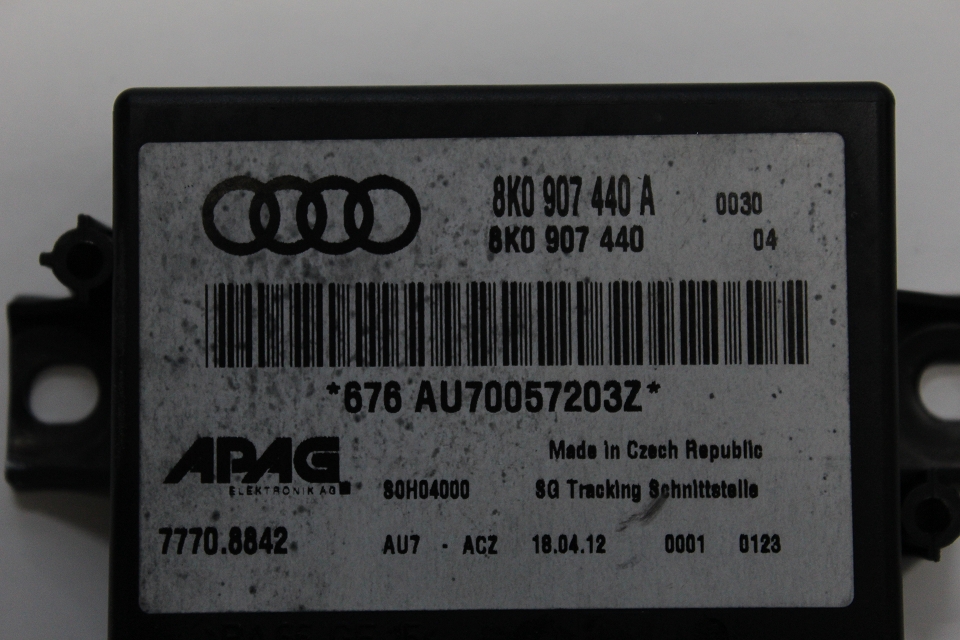 8K0 907 440 A 0030
8K0 907 440 04
*676 AU70057203Z*
APAG
ELEKTRONIK AG
S0H04000
Made in Czech Republic
SG Tracking Schnittstelle
7770.8842
AU7 - ACZ 18.04.12 0001 0123